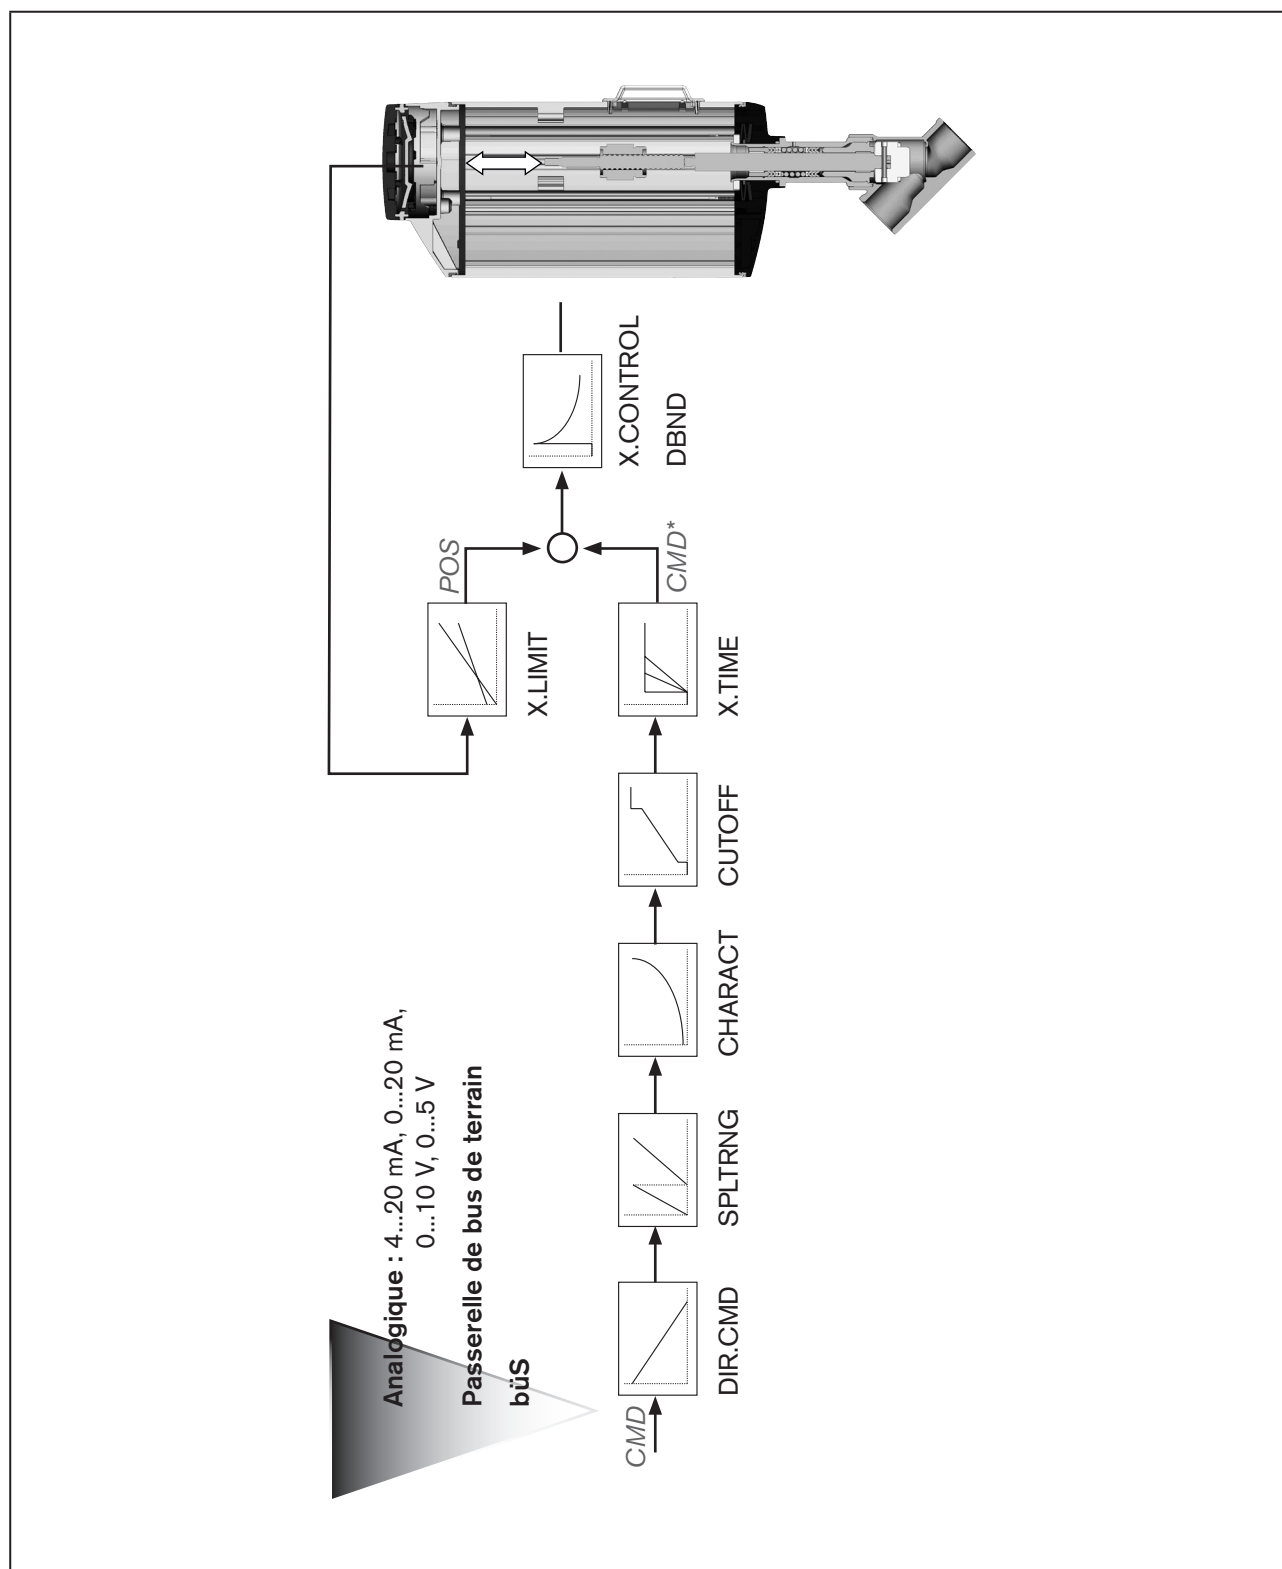 Analogique : 4...20 mA, 0...20 mA,
0...10 V, 0...5 V
Passerelle de bus de terrain
büS
CMD
DIR.CMD
SPLTRNG
CHARACT
CUTOFF
X.TIME
CMD*
POS
X.LIMIT
X.CONTROL
DBND